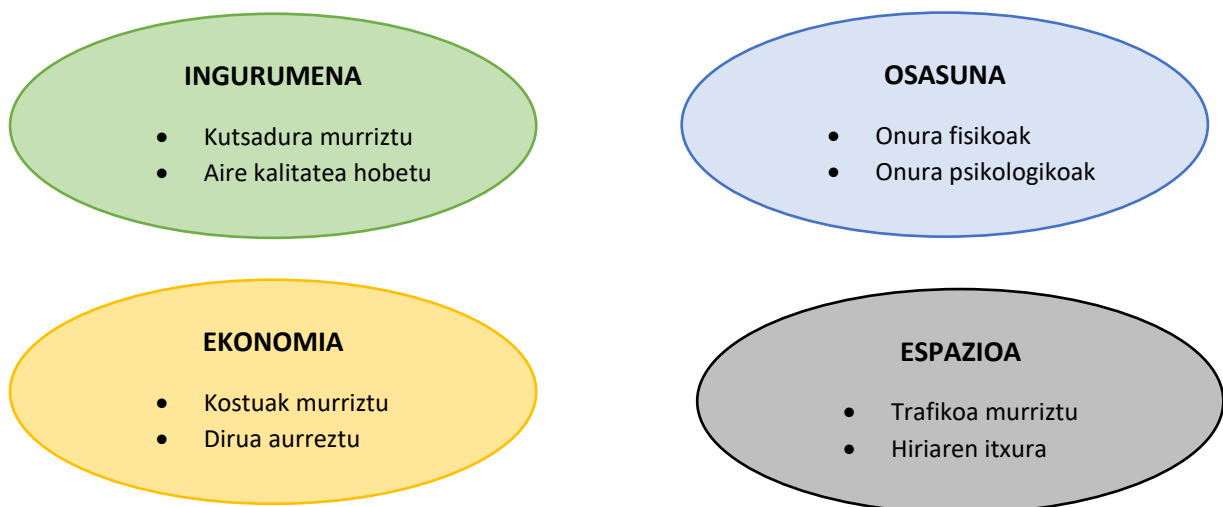 INGURUMENA
• Kutsadura murriztu
• Aire kalitatea hobetu
OSASUNA
• Onura fisikoak
• Onura psikologikoak
EKONOMIA
• Kostuak murriztu
• Dirua aurreztu
ESPAZIOA
• Trafikoa murriztu
• Hiriaren itxura